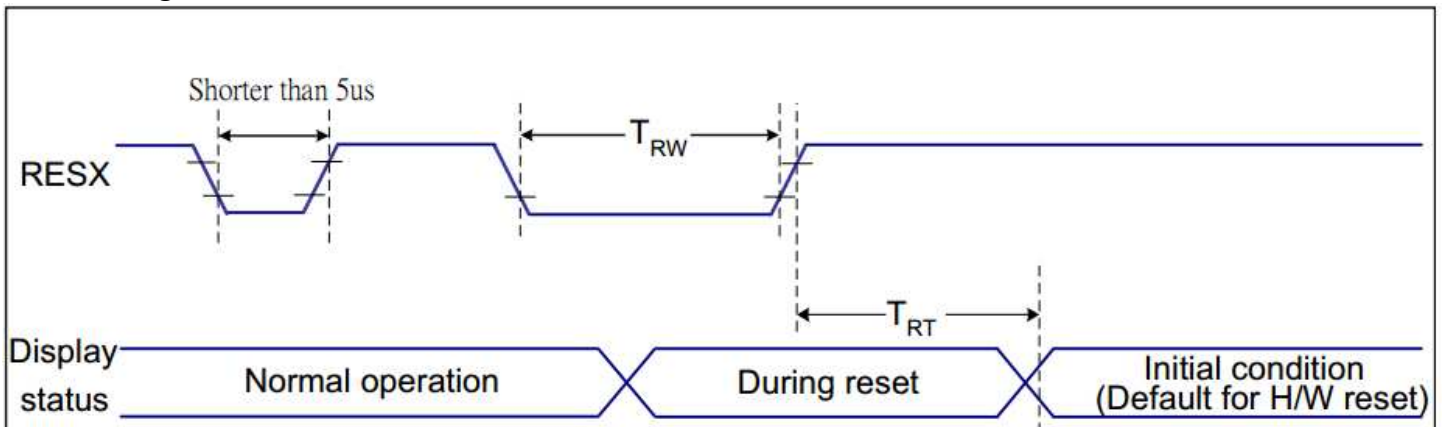 Shorter than 5us
RESX
TRW
TRT
Display
status
Normal operation
During reset
Initial condition
(Default for H/W reset)